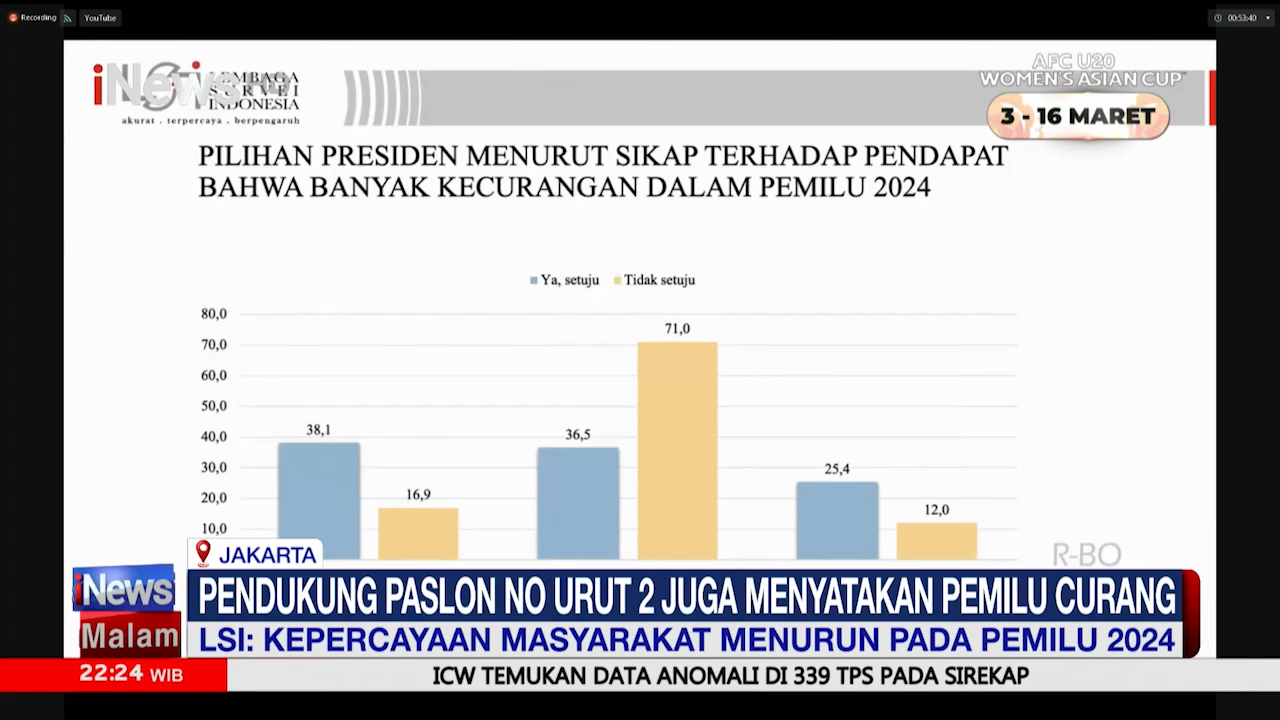 Recording
YouTube
00:53:40
iNews
LEMBAGA
SURVEI
INDONESIA
akurat . terpercaya . berpengaruh
AFC U20
WOMEN'S ASIAN CUP
3 - 16 MARET
PILIHAN PRESIDEN MENURUT SIKAP TERHADAP PENDAPAT
BAHWA BANYAK KECURANGAN DALAM PEMILU 2024
Ya, setuju Tidak setuju
80,0
70,0
60,0
50,0
40,0
30,0
20,0
10,0
38,1
16,9
36,5
71,0
25,4
12,0
R-BO
JAKARTA
iNews
Malam
PENDUKUNG PASLON NO URUT 2 JUGA MENYATAKAN PEMILU CURANG
LSI: KEPERCAYAAN MASYARAKAT MENURUN PADA PEMILU 2024
22:24 WIB
ICW TEMUKAN DATA ANOMALI DI 339 TPS PADA SIREKAP